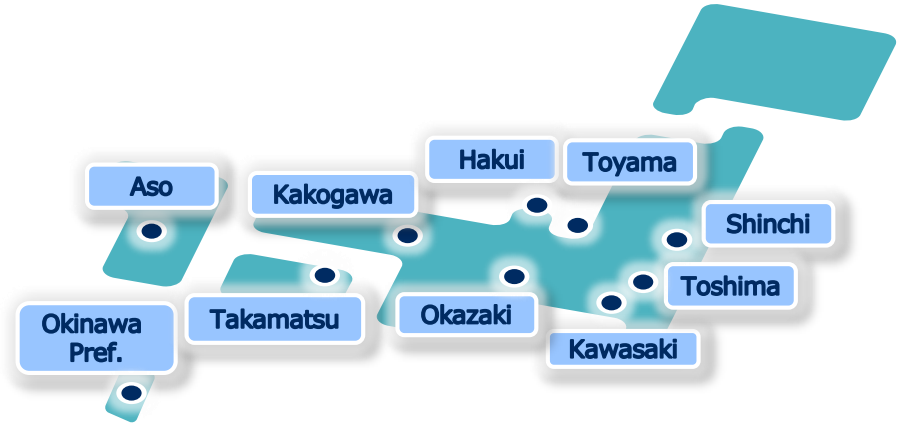 Hakui
Toyama
Aso
Kakogawa
Shinchi
Toshima
Okinawa
Pref.
Takamatsu
Okazaki
Kawasaki